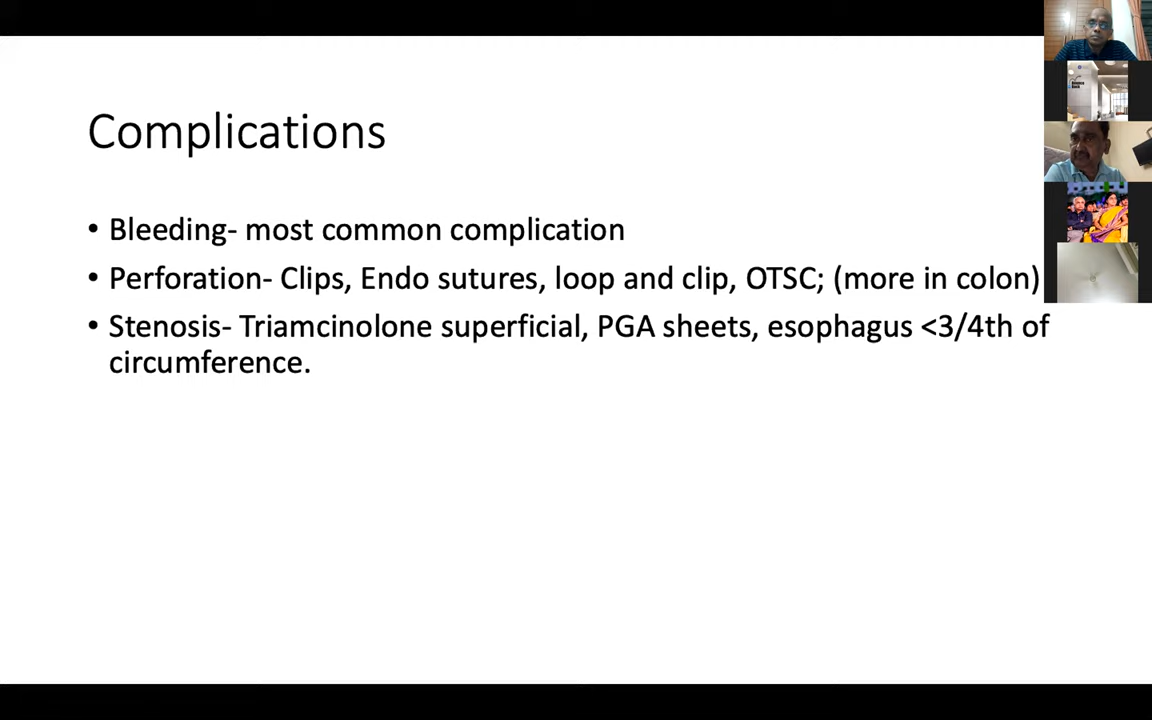 Complications
• Bleeding- most common complication
• Perforation- Clips, Endo sutures, loop and clip, OTSC; (more in colon)
• Stenosis- Triamcinolone superficial, PGA sheets, esophagus <3/4th of
circumference.